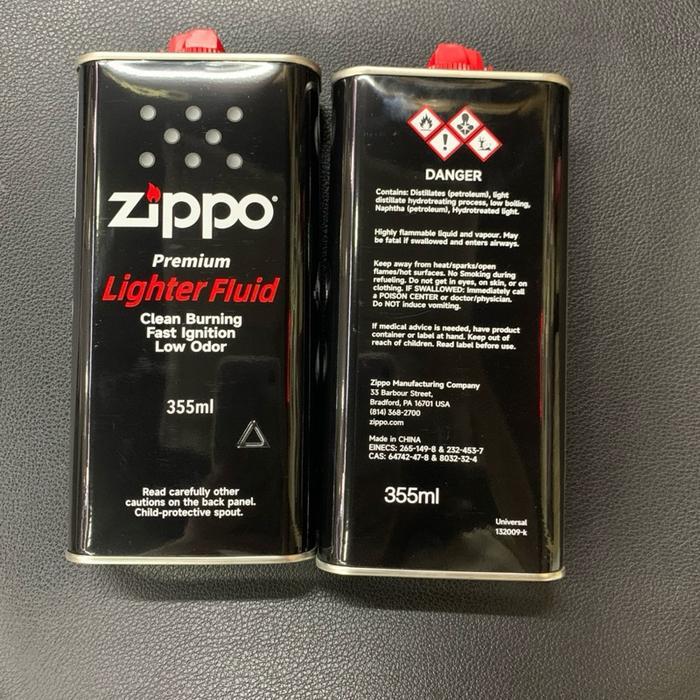 zippo®
Premium
Lighter Fluid
Clean Burning
Fast Ignition
Low Odor
355ml
Read carefully other
cautions on the back panel.
Child-protective spout.
DANGER
Contains: Distillates (petroleum), light
distillate hydrotreating process, low boiling,
Naphtha (petroleum), Hydrotreated light.
Highly flammable liquid and vapour. May
be fatal if swallowed and enters airways.
Keep away from heat/sparks/open
flames/hot surfaces. No Smoking during
refueling. Do not get in eyes, on skin, or on
clothing. IF SWALLOWED: Immediately call
a POISON CENTER or doctor/physician.
Do NOT induce vomiting.
If medical advice is needed, have product
container or label at hand. Keep out of
reach of children. Read label before use.
Zippo Manufacturing Company
33 Barbour Street,
Bradford, PA 16701 USA
(814) 368-2700
zippo.com
Made in CHINA
EINECS: 265-149-8 & 232-453-7
CAS: 64742-47-8 & 8032-32-4
355ml
Universal
132009-k